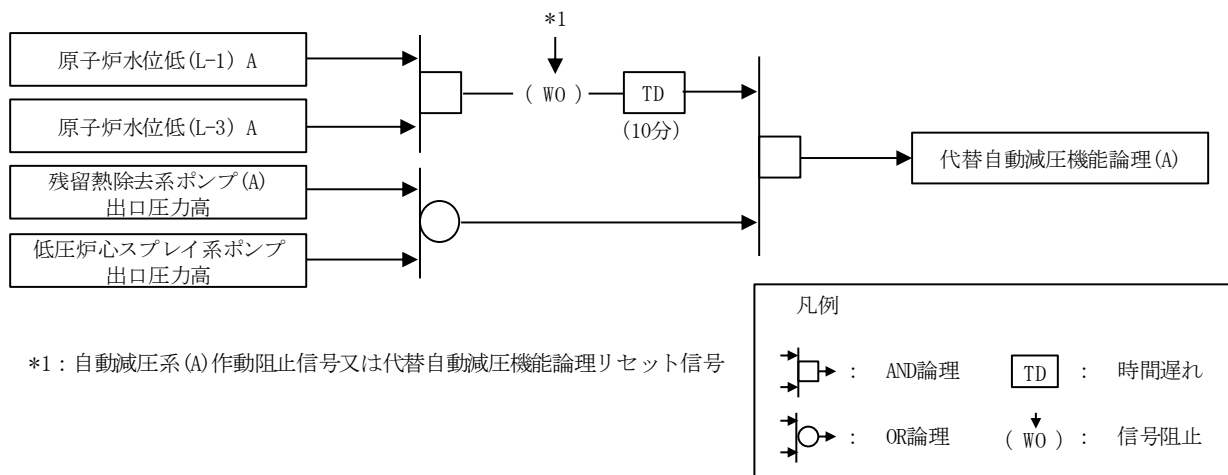 *1
原子炉水位低(L-1) A
( WO )
TD
(10分)
原子炉水位低(L-3) A
代替自動減圧機能論理(A)
残留熱除去系ポンプ(A)
出口圧力高
低圧炉心スプレイ系ポンプ
出口圧力高
*1：自動減圧系(A)作動阻止信号又は代替自動減圧機能論理リセット信号
凡例
： AND論理
TD ： 時間遅れ
： OR論理
( WO ) ： 信号阻止